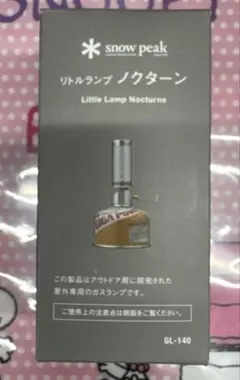 snow peak
リトルランプ ノクターン
Little Lamp Nocturne
この製品はアウトドア用に開発された
屋外専用のガスランプです。
ご使用上の注意点は側面をご覧ください。
GL-140